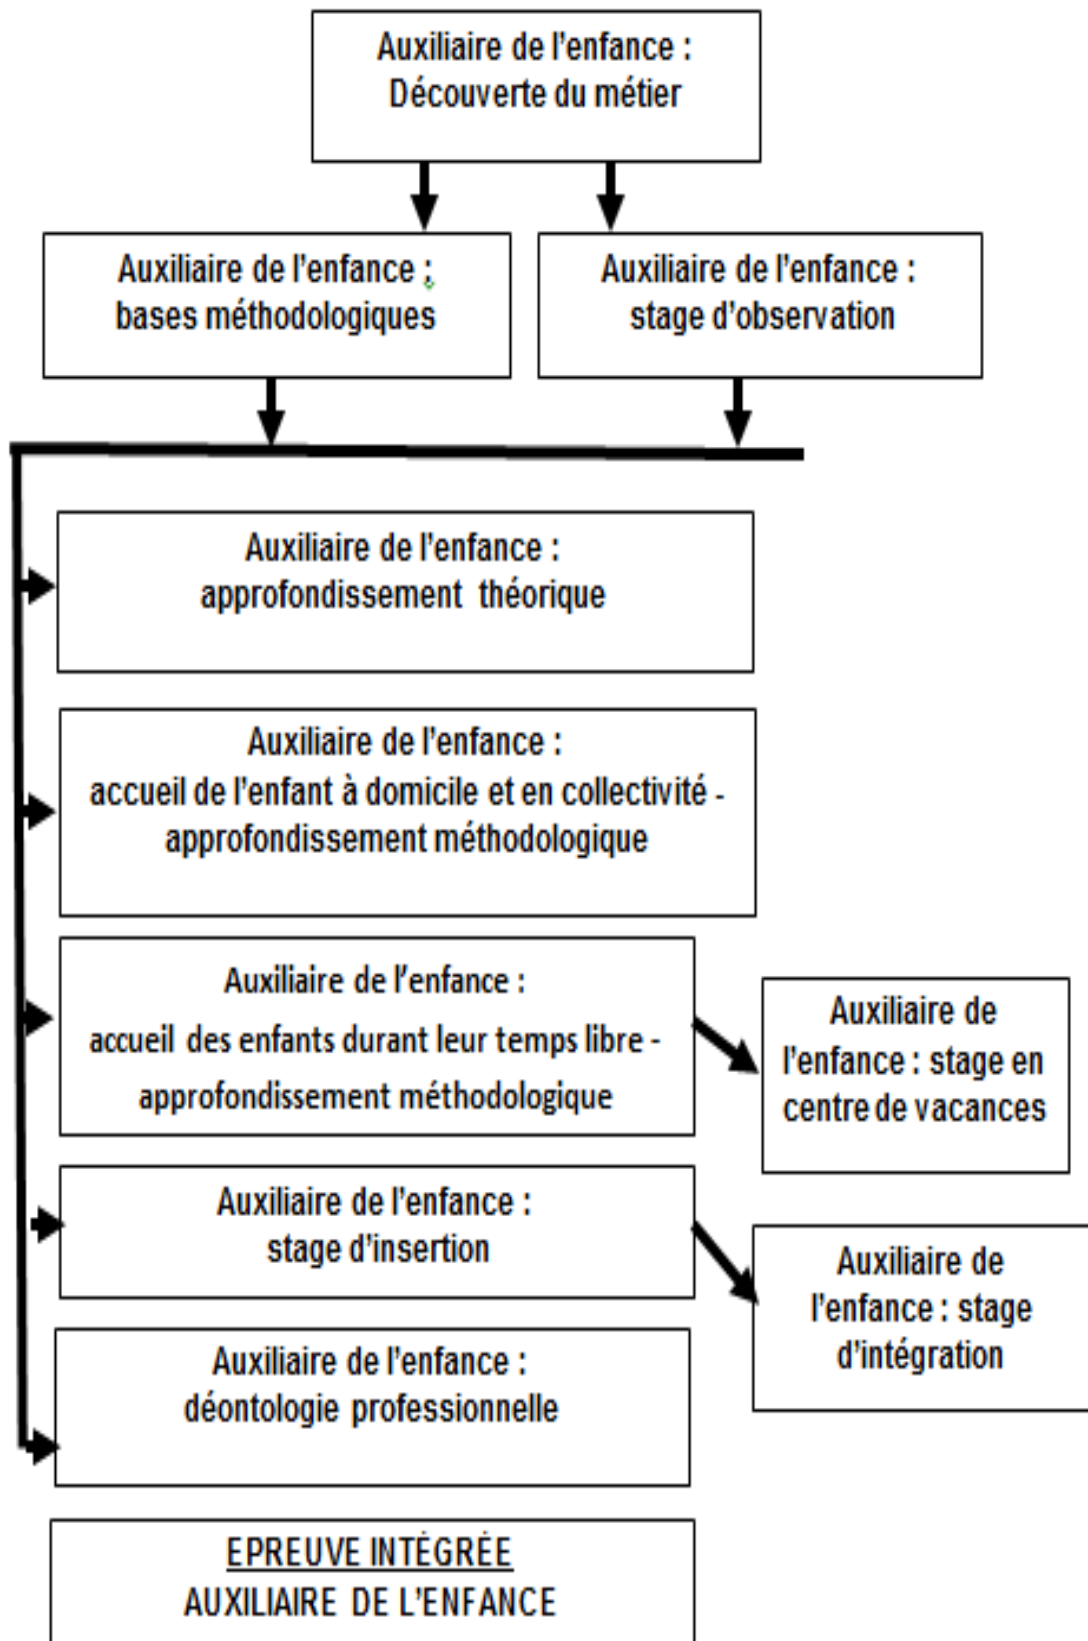 Auxiliaire de l'enfance :
Découverte du métier
Auxiliaire de l'enfance :
bases méthodologiques
Auxiliaire de l'enfance :
stage d'observation
Auxiliaire de l'enfance :
approfondissement théorique
Auxiliaire de l'enfance :
accueil de l'enfant à domicile et en collectivité -
approfondissement méthodologique
Auxiliaire de l'enfance :
accueil des enfants durant leur temps libre -
approfondissement méthodologique
Auxiliaire de
l'enfance : stage en
centre de vacances
Auxiliaire de l'enfance :
stage d'insertion
Auxiliaire de
l'enfance : stage
d'intégration
Auxiliaire de l'enfance :
déontologie professionnelle
EPREUVE INTÉGRÉE
AUXILIAIRE DE L'ENFANCE